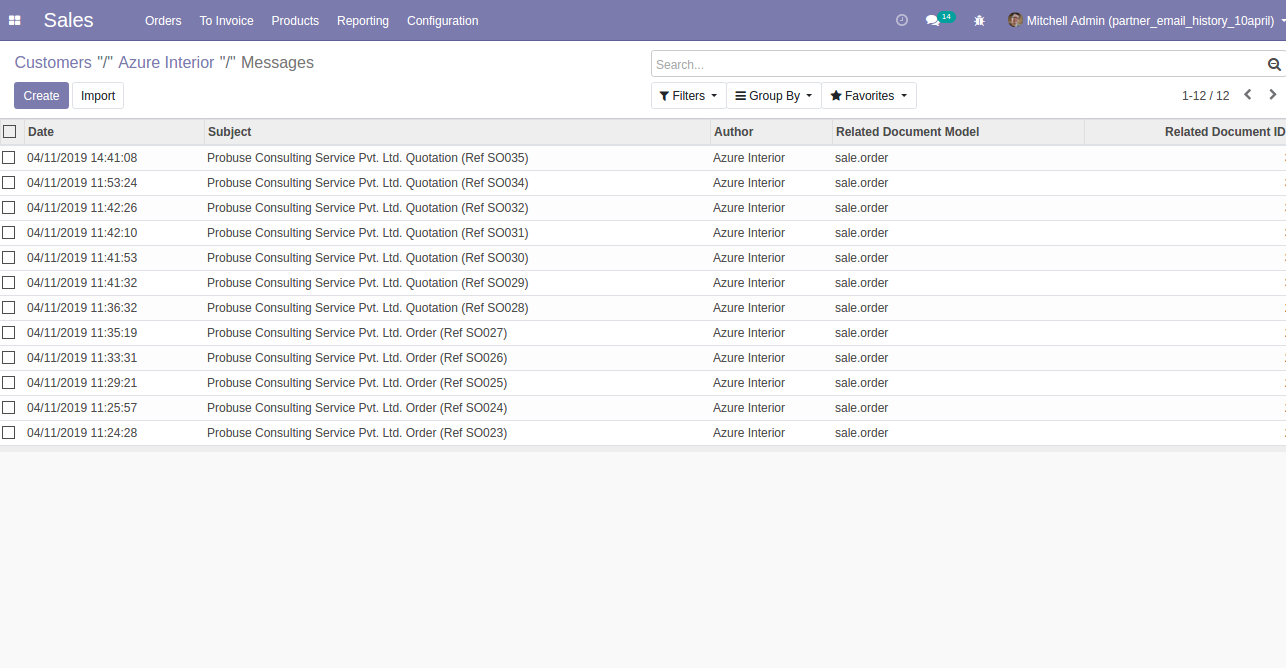 Sales Orders To Invoice Products Reporting Configuration 14 Mitchell Admin (partner_email_history_10april)
Customers "/" Azure Interior "/" Messages
Search...
Create Import Filters Group By Favorites 1-12 / 12
Date Subject Author Related Document Model Related Document ID
04/11/2019 14:41:08 Probuse Consulting Service Pvt. Ltd. Quotation (Ref SO035) Azure Interior sale.order
04/11/2019 11:53:24 Probuse Consulting Service Pvt. Ltd. Quotation (Ref SO034) Azure Interior sale.order
04/11/2019 11:42:26 Probuse Consulting Service Pvt. Ltd. Quotation (Ref SO032) Azure Interior sale.order
04/11/2019 11:42:10 Probuse Consulting Service Pvt. Ltd. Quotation (Ref SO031) Azure Interior sale.order
04/11/2019 11:41:53 Probuse Consulting Service Pvt. Ltd. Quotation (Ref SO030) Azure Interior sale.order
04/11/2019 11:41:32 Probuse Consulting Service Pvt. Ltd. Quotation (Ref SO029) Azure Interior sale.order
04/11/2019 11:36:32 Probuse Consulting Service Pvt. Ltd. Quotation (Ref SO028) Azure Interior sale.order
04/11/2019 11:35:19 Probuse Consulting Service Pvt. Ltd. Order (Ref SO027) Azure Interior sale.order
04/11/2019 11:33:31 Probuse Consulting Service Pvt. Ltd. Order (Ref SO026) Azure Interior sale.order
04/11/2019 11:29:21 Probuse Consulting Service Pvt. Ltd. Order (Ref SO025) Azure Interior sale.order
04/11/2019 11:25:57 Probuse Consulting Service Pvt. Ltd. Order (Ref SO024) Azure Interior sale.order
04/11/2019 11:24:28 Probuse Consulting Service Pvt. Ltd. Order (Ref SO023) Azure Interior sale.order